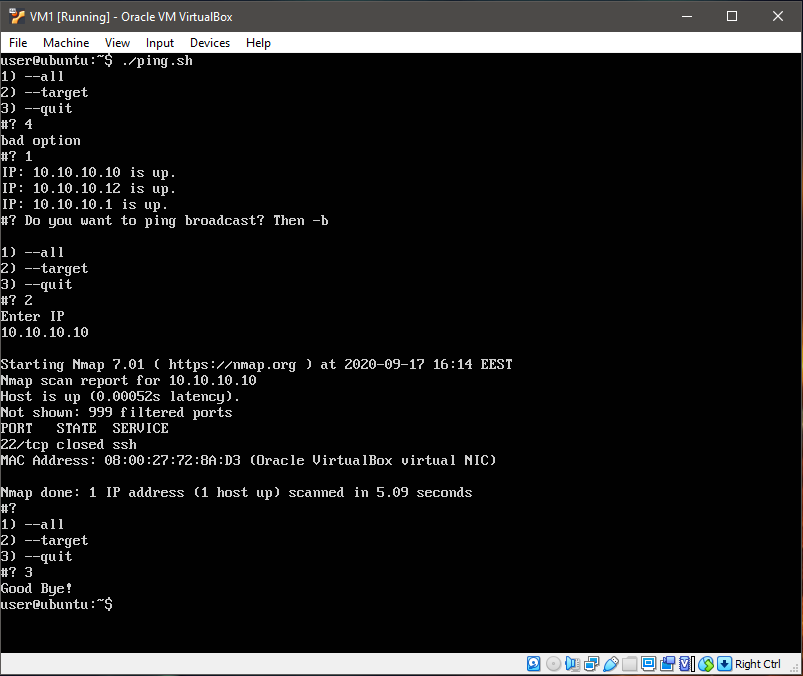 VM1 [Running] - Oracle VM VirtualBox
File Machine View Input Devices Help
user@ubuntu:~$ ./ping.sh
1) --all
2) --target
3) --quit
#? 4
bad option
#? 1
IP: 10.10.10.10 is up.
IP: 10.10.10.12 is up.
IP: 10.10.10.1 is up.
#? Do you want to ping broadcast? Then -b
1) --all
2) --target
3) --quit
#? 2
Enter IP
10.10.10.10
Starting Nmap 7.01 ( https://nmap.org ) at 2020-09-17 16:14 EEST
Nmap scan report for 10.10.10.10
Host is up (0.00052s latency).
Not shown: 999 filtered ports
PORT   STATE  SERVICE
22/tcp closed ssh
MAC Address: 08:00:27:72:8A:D3 (Oracle VirtualBox virtual NIC)
Nmap done: 1 IP address (1 host up) scanned in 5.09 seconds
#?
1) --all
2) --target
3) --quit
#? 3
Good Bye!
user@ubuntu:~$
Right Ctrl